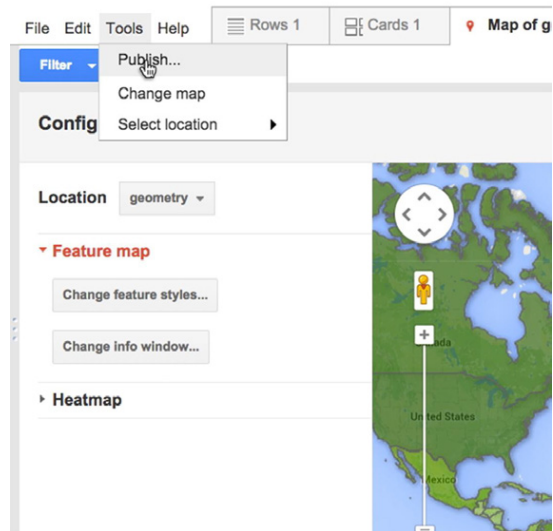 File Edit Tools Help
Rows 1
Cards 1
Map of g
Filter
Publish...
Change map
Select location
Config
Location
geometry
Feature map
Change feature styles...
Change info window...
Heatmap
ada
United States
Mexico